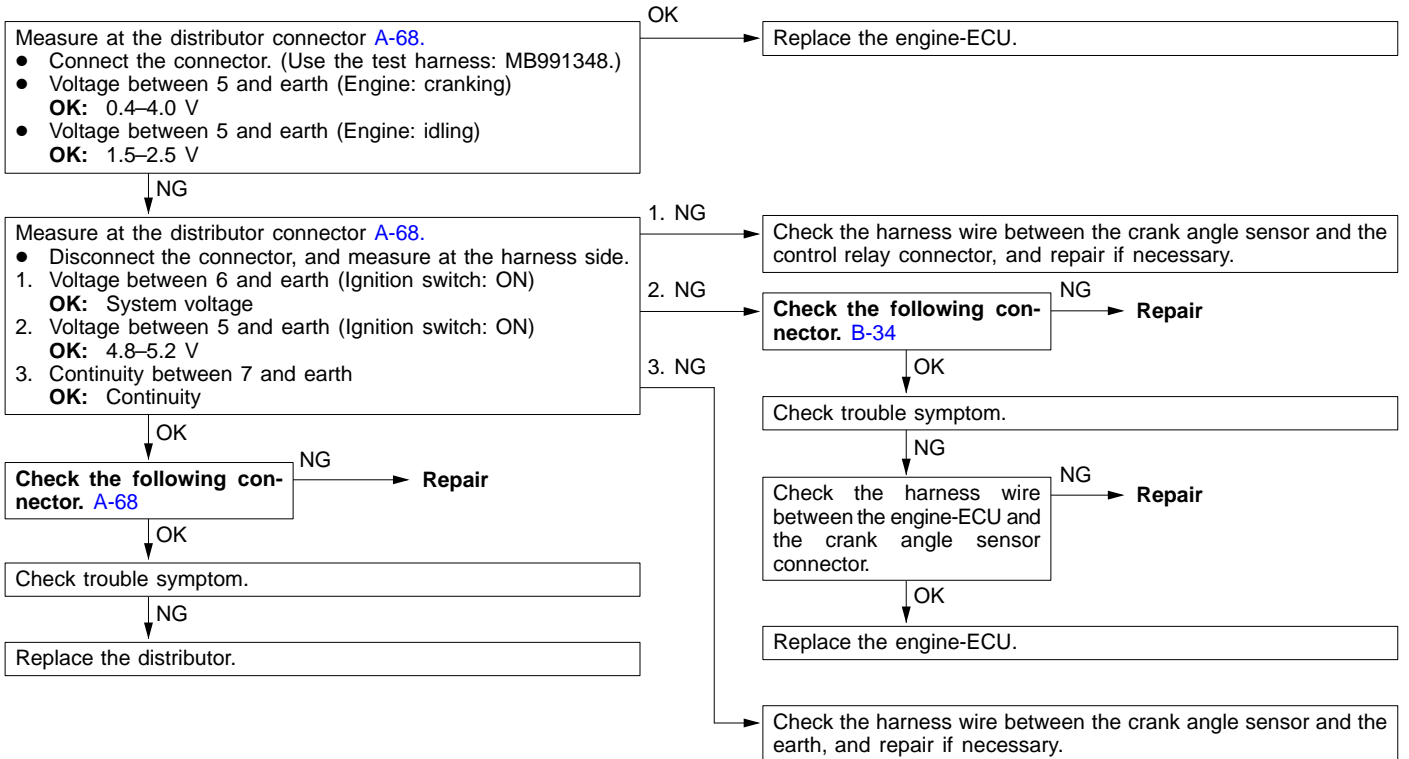 OK
Measure at the distributor connector A-68.
● Connect the connector. (Use the test harness: MB991348.)
● Voltage between 5 and earth (Engine: cranking)
OK: 0.4–4.0 V
● Voltage between 5 and earth (Engine: idling)
OK: 1.5–2.5 V
Replace the engine-ECU.
NG
Measure at the distributor connector A-68.
● Disconnect the connector, and measure at the harness side.
1. Voltage between 6 and earth (Ignition switch: ON)
OK: System voltage
2. Voltage between 5 and earth (Ignition switch: ON)
OK: 4.8–5.2 V
3. Continuity between 7 and earth
OK: Continuity
1. NG
Check the harness wire between the crank angle sensor and the
control relay connector, and repair if necessary.
2. NG
Check the following con-
nector. B-34
NG
Repair
OK
Check trouble symptom.
NG
Check the harness wire
between the engine-ECU and
the crank angle sensor
connector.
NG
Repair
OK
Replace the engine-ECU.
3. NG
Check the harness wire between the crank angle sensor and the
earth, and repair if necessary.
OK
Check the following con-
nector. A-68
NG
Repair
OK
Check trouble symptom.
NG
Replace the distributor.